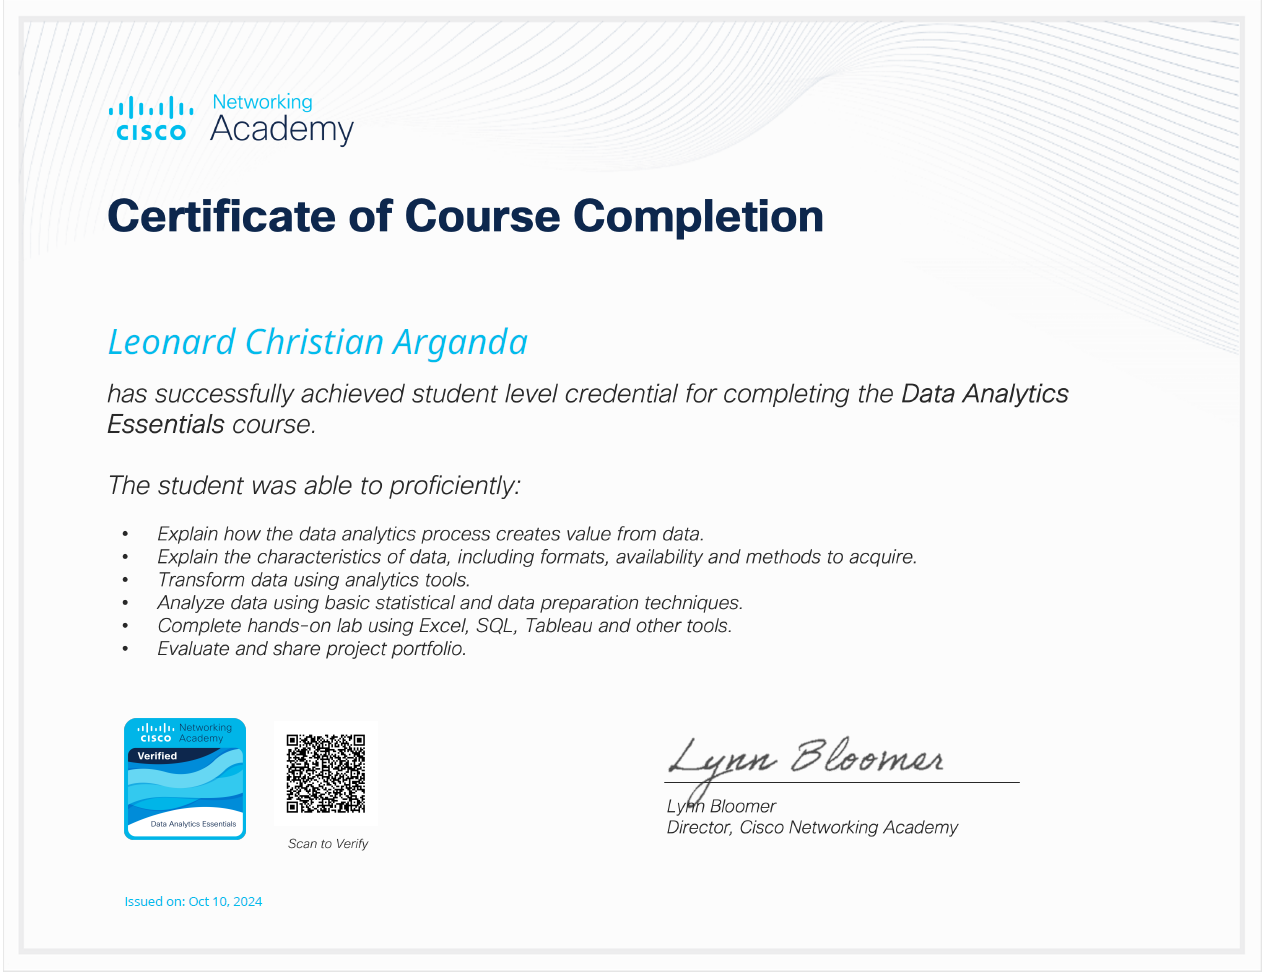 Networking
CISCO Academy
Certificate of Course Completion
Leonard Christian Arganda
has successfully achieved student level credential for completing the Data Analytics
Essentials course.
The student was able to proficiently:
• Explain how the data analytics process creates value from data.
• Explain the characteristics of data, including formats, availability and methods to acquire.
• Transform data using analytics tools.
• Analyze data using basic statistical and data preparation techniques.
• Complete hands-on lab using Excel, SQL, Tableau and other tools.
• Evaluate and share project portfolio.
Networking
CISCO Academy
Verified
Data Analytics Essentials
Scan to Verify
Lynn Bloomer
Lynn Bloomer
Director, Cisco Networking Academy
Issued on: Oct 10, 2024